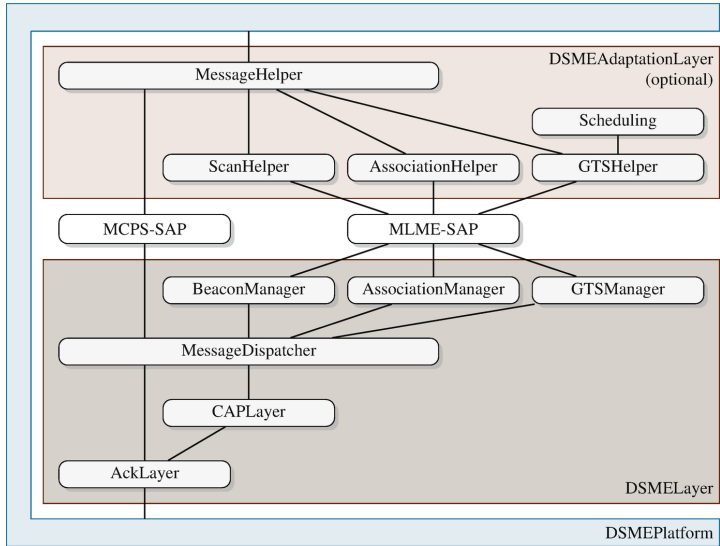 DSMEAdaptationLayer
(optional)
MessageHelper
Scheduling
ScanHelper
AssociationHelper
GTSHelper
MCPS-SAP
MLME-SAP
BeaconManager
AssociationManager
GTSManager
MessageDispatcher
CAPLayer
AckLayer
DSMELayer
DSMEPlatform